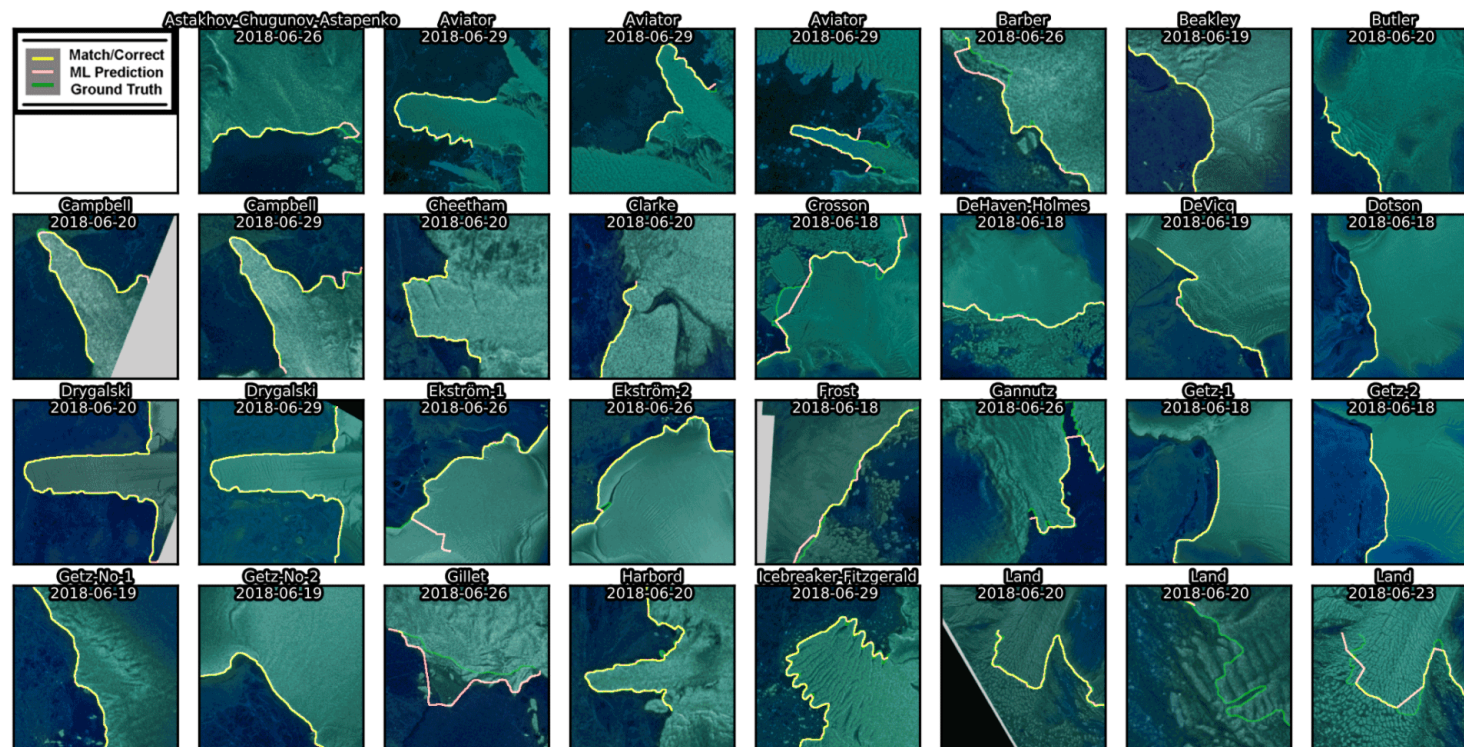 Match/Correct
ML Prediction
Ground Truth
Astakhov-Chugunov-Astapenko
2018-06-26
Aviator
2018-06-29
Aviator
2018-06-29
Aviator
2018-06-29
Barber
2018-06-26
Beakley
2018-06-19
Butler
2018-06-20
Campbell
2018-06-20
Campbell
2018-06-29
Cheetham
2018-06-20
Clarke
2018-06-20
Crosson
2018-06-18
DeHaven-Holmes
2018-06-18
DeVicq
2018-06-19
Dotson
2018-06-18
Drygalski
2018-06-20
Drygalski
2018-06-29
Ekström-1
2018-06-26
Ekström-2
2018-06-26
Frost
2018-06-18
Gannutz
2018-06-26
Getz-1
2018-06-18
Getz-2
2018-06-18
Getz-No-1
2018-06-19
Getz-No-2
2018-06-19
Gillet
2018-06-26
Harbord
2018-06-20
Icebreaker-Fitzgerald
2018-06-29
Land
2018-06-20
Land
2018-06-20
Land
2018-06-23